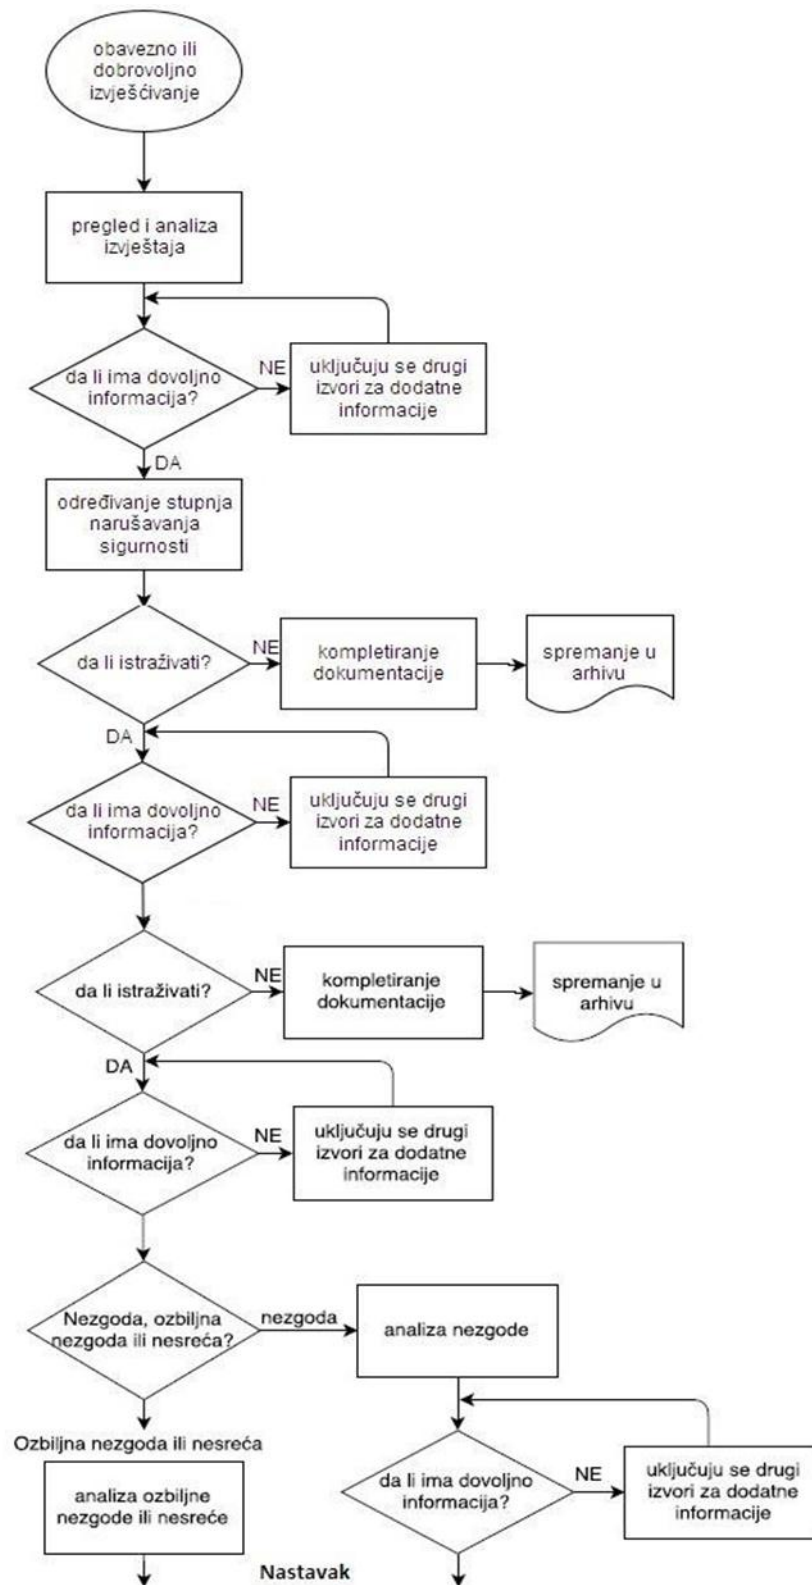 obavezno ili
dobrovoljno
izvješćivanje
pregled i analiza
izvještaja
da li ima dovoljno
informacija?
NE
uključuju se drugi
izvori za dodatne
informacije
DA
određivanje stupnja
narušavanja
sigurnosti
da li istraživati?
NE
kompletiranje
dokumentacije
spremanje u
arhivu
DA
da li ima dovoljno
informacija?
NE
uključuju se drugi
izvori za dodatne
informacije
da li istraživati?
NE
kompletiranje
dokumentacije
spremanje u
arhivu
DA
da li ima dovoljno
informacija?
NE
uključuju se drugi
izvori za dodatne
informacije
Nezgoda, ozbiljna
nezgoda ili nesreća?
nezgoda
analiza nezgode
Ozbiljna nezgoda ili nesreća
analiza ozbiljne
nezgode ili nesreće
da li ima dovoljno
informacija?
NE
uključuju se drugi
izvori za dodatne
informacije
Nastavak